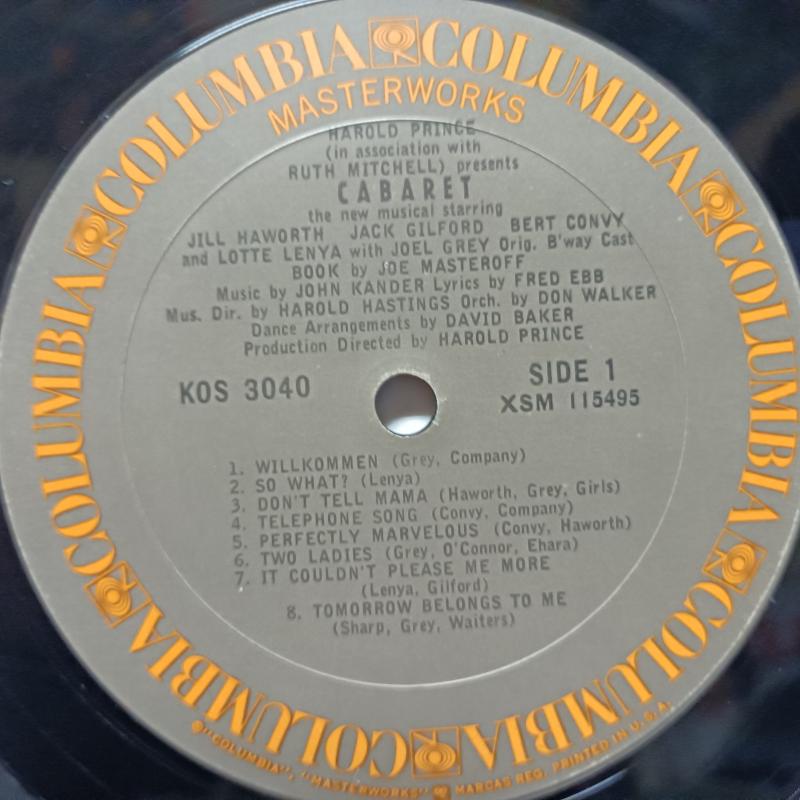 COLUMBIA COLUMBIA COLUMBIA COLUMBIA COLUMBIA COLUMBIA COLUMBIA COLUMBIA
MASTERWORKS
HAROLD PRINCE
(in association with
RUTH MITCHELL) presents
CABARET
the new musical starring
JILL HAWORTH JACK GILFORD BERT CONVY
and LOTTE LENYA with JOEL GREY Orig. B'way Cast
BOOK by JOE MASTEROFF
Music by JOHN KANDER Lyrics by FRED EBB
Mus. Dir. by HAROLD HASTINGS Orch. by DON WALKER
Dance Arrangements by DAVID BAKER
Production Directed by HAROLD PRINCE
KOS 3040
SIDE 1
XSM 115495
1. WILLKOMMEN (Grey, Company)
2. SO WHAT? (Lenya)
3. DON'T TELL MAMA (Haworth, Grey, Girls)
4. TELEPHONE SONG (Convy, Company)
5. PERFECTLY MARVELOUS (Convy, Haworth)
6. TWO LADIES (Grey, O'Connor, Ehara)
7. IT COULDN'T PLEASE ME MORE
(Lenya, Gilford)
8. TOMORROW BELONGS TO ME
(Sharp, Grey, Waiters)
® "COLUMBIA", "MASTERWORKS" MARCAS REG. PRINTED IN U.S.A.